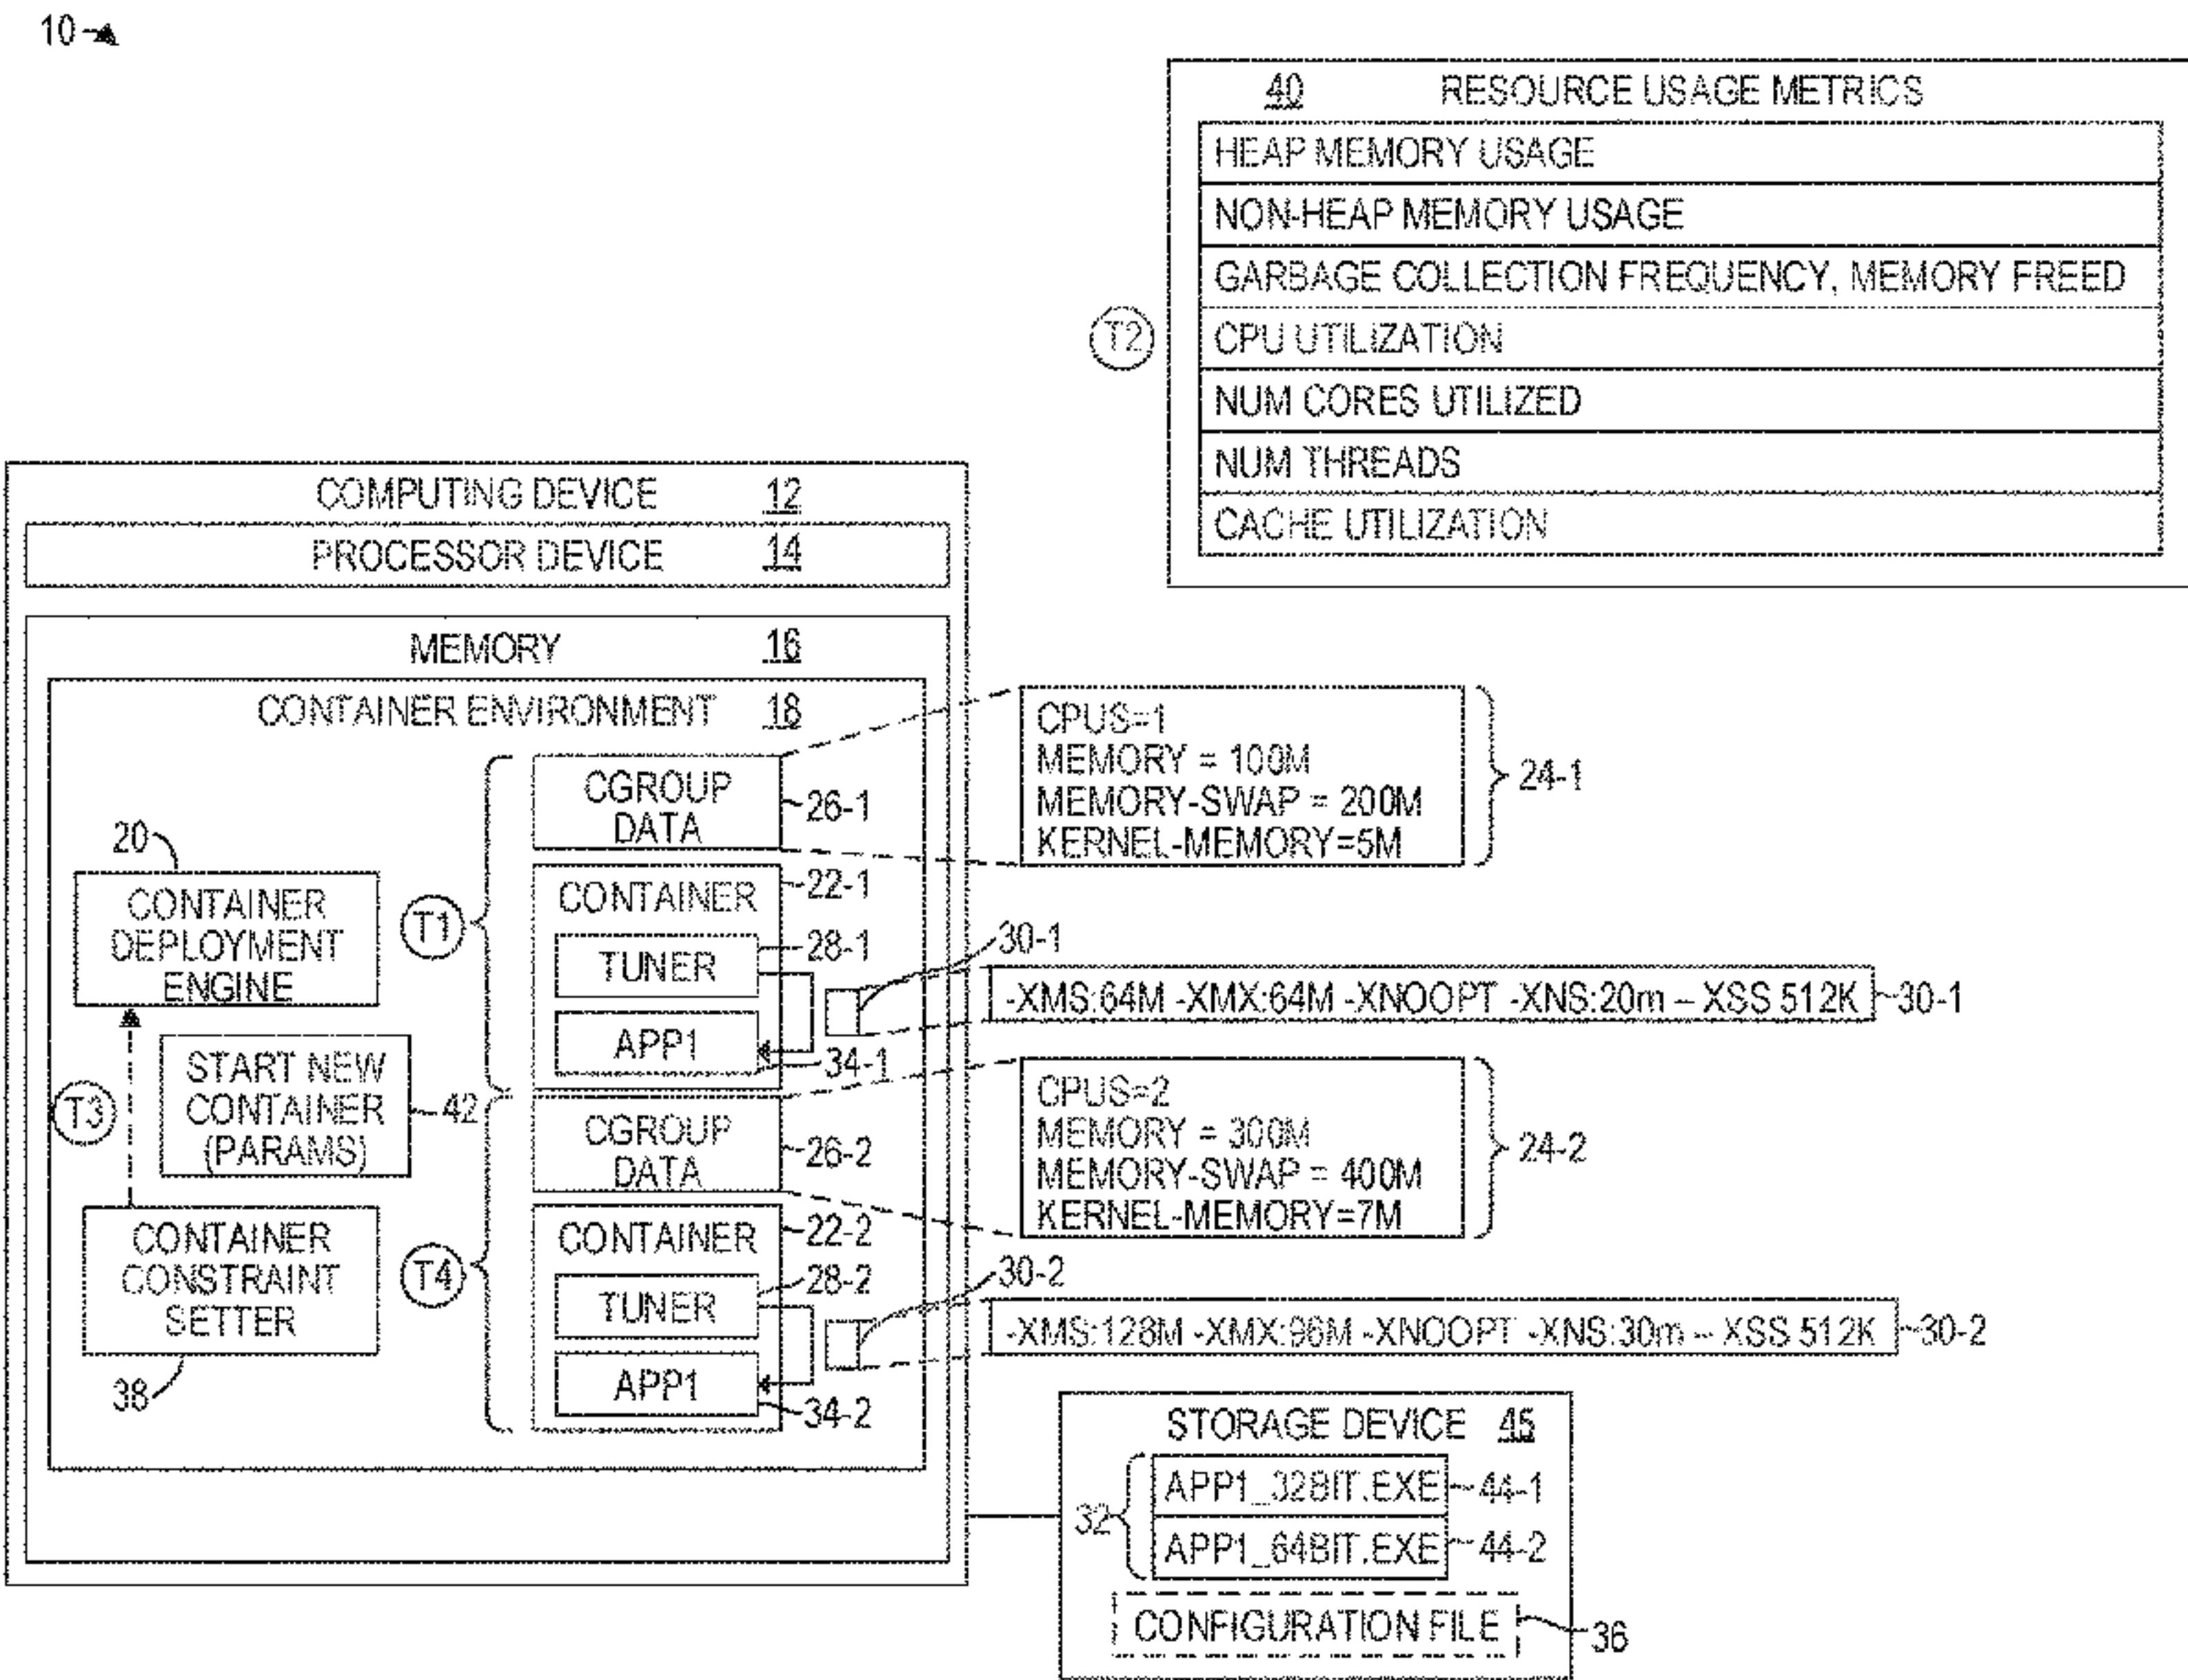 10
40 RESOURCE USAGE METRICS
HEAP MEMORY USAGE
NON-HEAP MEMORY USAGE
GARBAGE COLLECTION FREQUENCY, MEMORY FREED
T2
CPU UTILIZATION
NUM CORES UTILIZED
NUM THREADS
CACHE UTILIZATION
COMPUTING DEVICE 12
PROCESSOR DEVICE 14
MEMORY 16
CONTAINER ENVIRONMENT 18
CGROUP
DATA
26-1
CPUS=1
MEMORY = 100M
MEMORY-SWAP = 200M
KERNEL-MEMORY=5M
24-1
20
CONTAINER
DEPLOYMENT
ENGINE
T1
CONTAINER
22-1
TUNER
28-1
APP1
34-1
30-1
-XMS:64M -XMX:64M -XNOOPT -XNS:20m – XSS 512K
30-1
T3
START NEW
CONTAINER
(PARAMS)
42
CGROUP
DATA
26-2
CPUS=2
MEMORY = 300M
MEMORY-SWAP = 400M
KERNEL-MEMORY=7M
24-2
CONTAINER
CONSTRAINT
SETTER
38
T4
CONTAINER
22-2
TUNER
28-2
APP1
34-2
30-2
-XMS:128M -XMX:96M -XNOOPT -XNS:30m – XSS 512K
30-2
STORAGE DEVICE 45
32
APP1_32BIT.EXE
44-1
APP1_64BIT.EXE
44-2
CONFIGURATION FILE
36